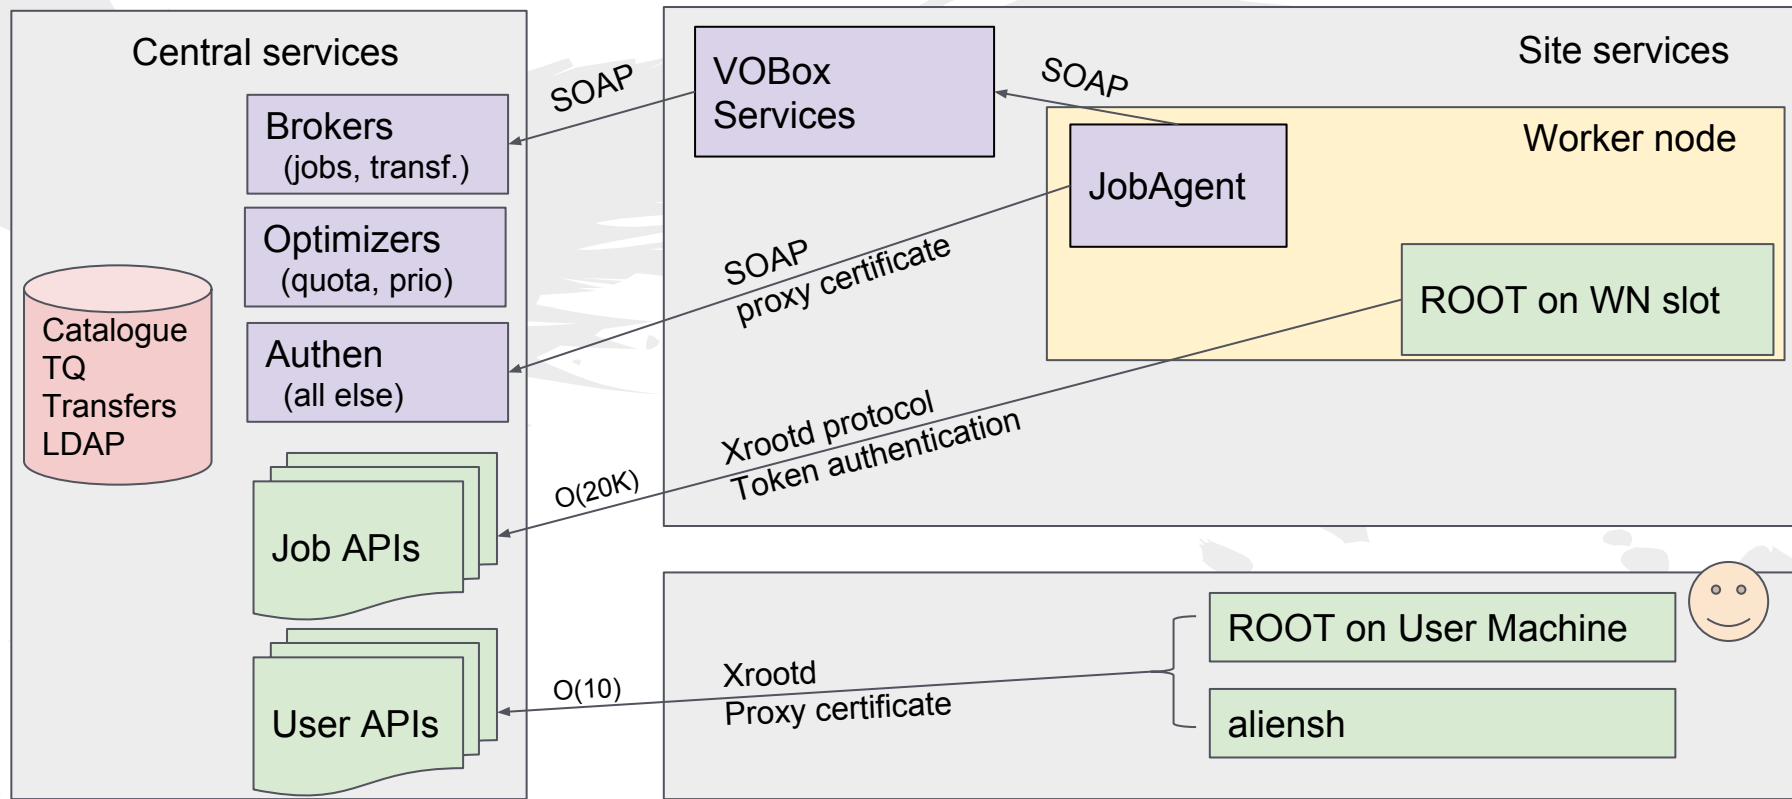 Central services
Brokers
(jobs, transf.)
Optimizers
(quota, prio)
Authen
(all else)
Catalogue
TQ
Transfers
LDAP
Job APIs
User APIs
SOAP
VOBox
Services
SOAP
Site services
Worker node
JobAgent
SOAP
proxy certificate
ROOT on WN slot
Xrootd protocol
Token authentication
O(20K)
O(10)
Xrootd
Proxy certificate
ROOT on User Machine
aliensh